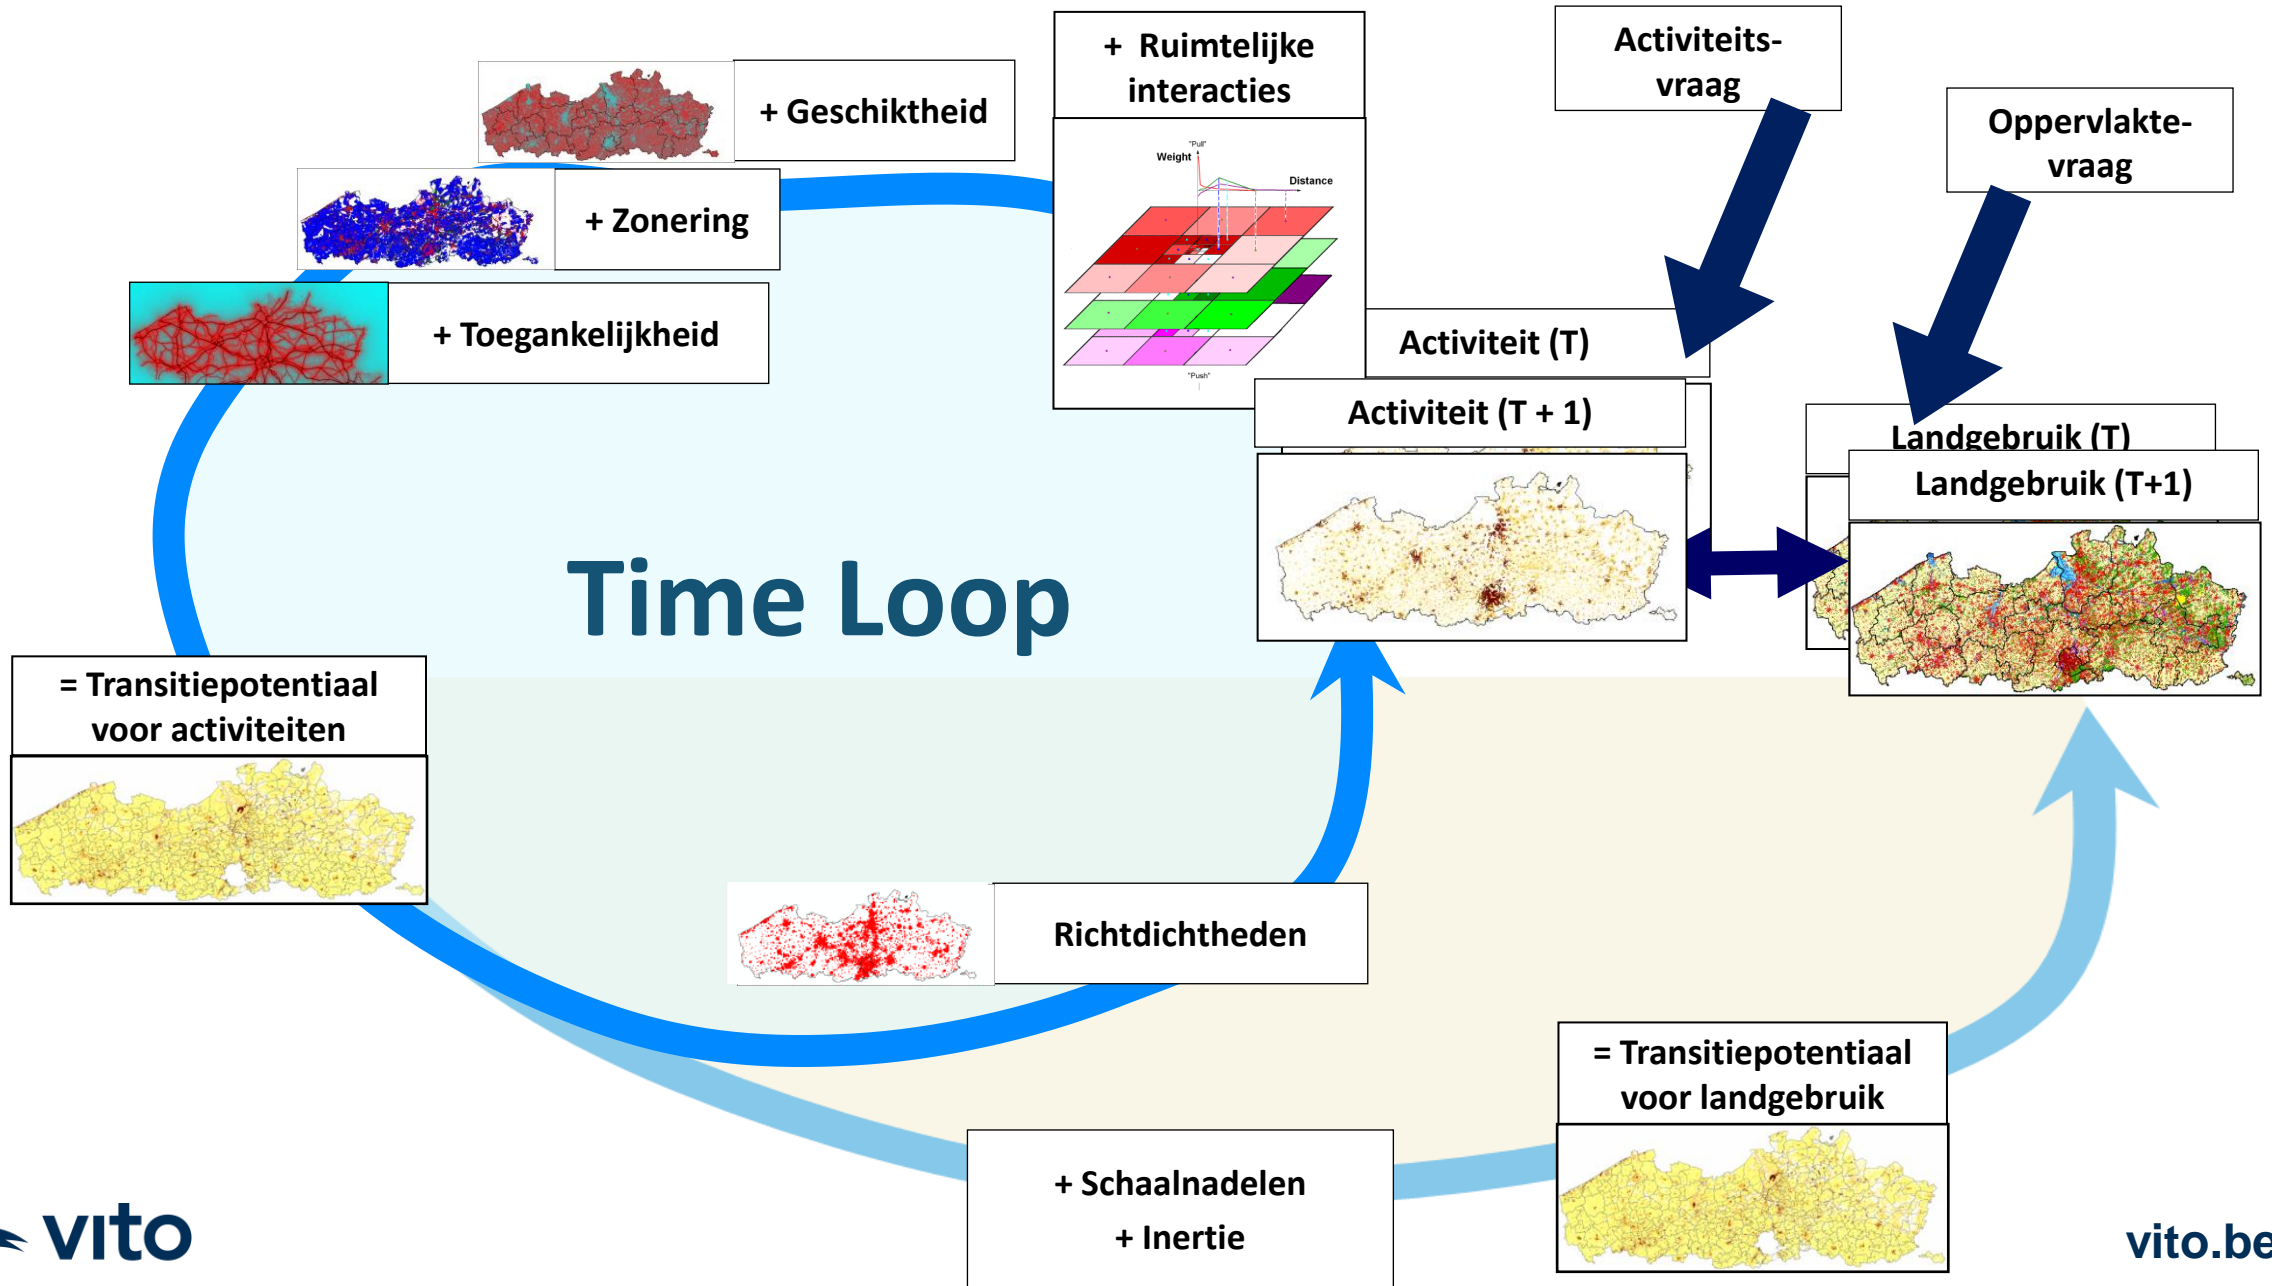 + Geschiktheid
+ Zonering
+ Toegankelijkheid
+ Ruimtelijke
interacties
"Pull"
Weight
Distance
"Push"
Activiteits-
vraag
Oppervlakte-
vraag
Activiteit (T)
Activiteit (T + 1)
Landgebruik (T)
Landgebruik (T+1)
Time Loop
= Transitiepotentiaal
voor activiteiten
Richtdichtheden
= Transitiepotentiaal
voor landgebruik
+ Schaalnadelen
+ Inertie
vito
vito.be